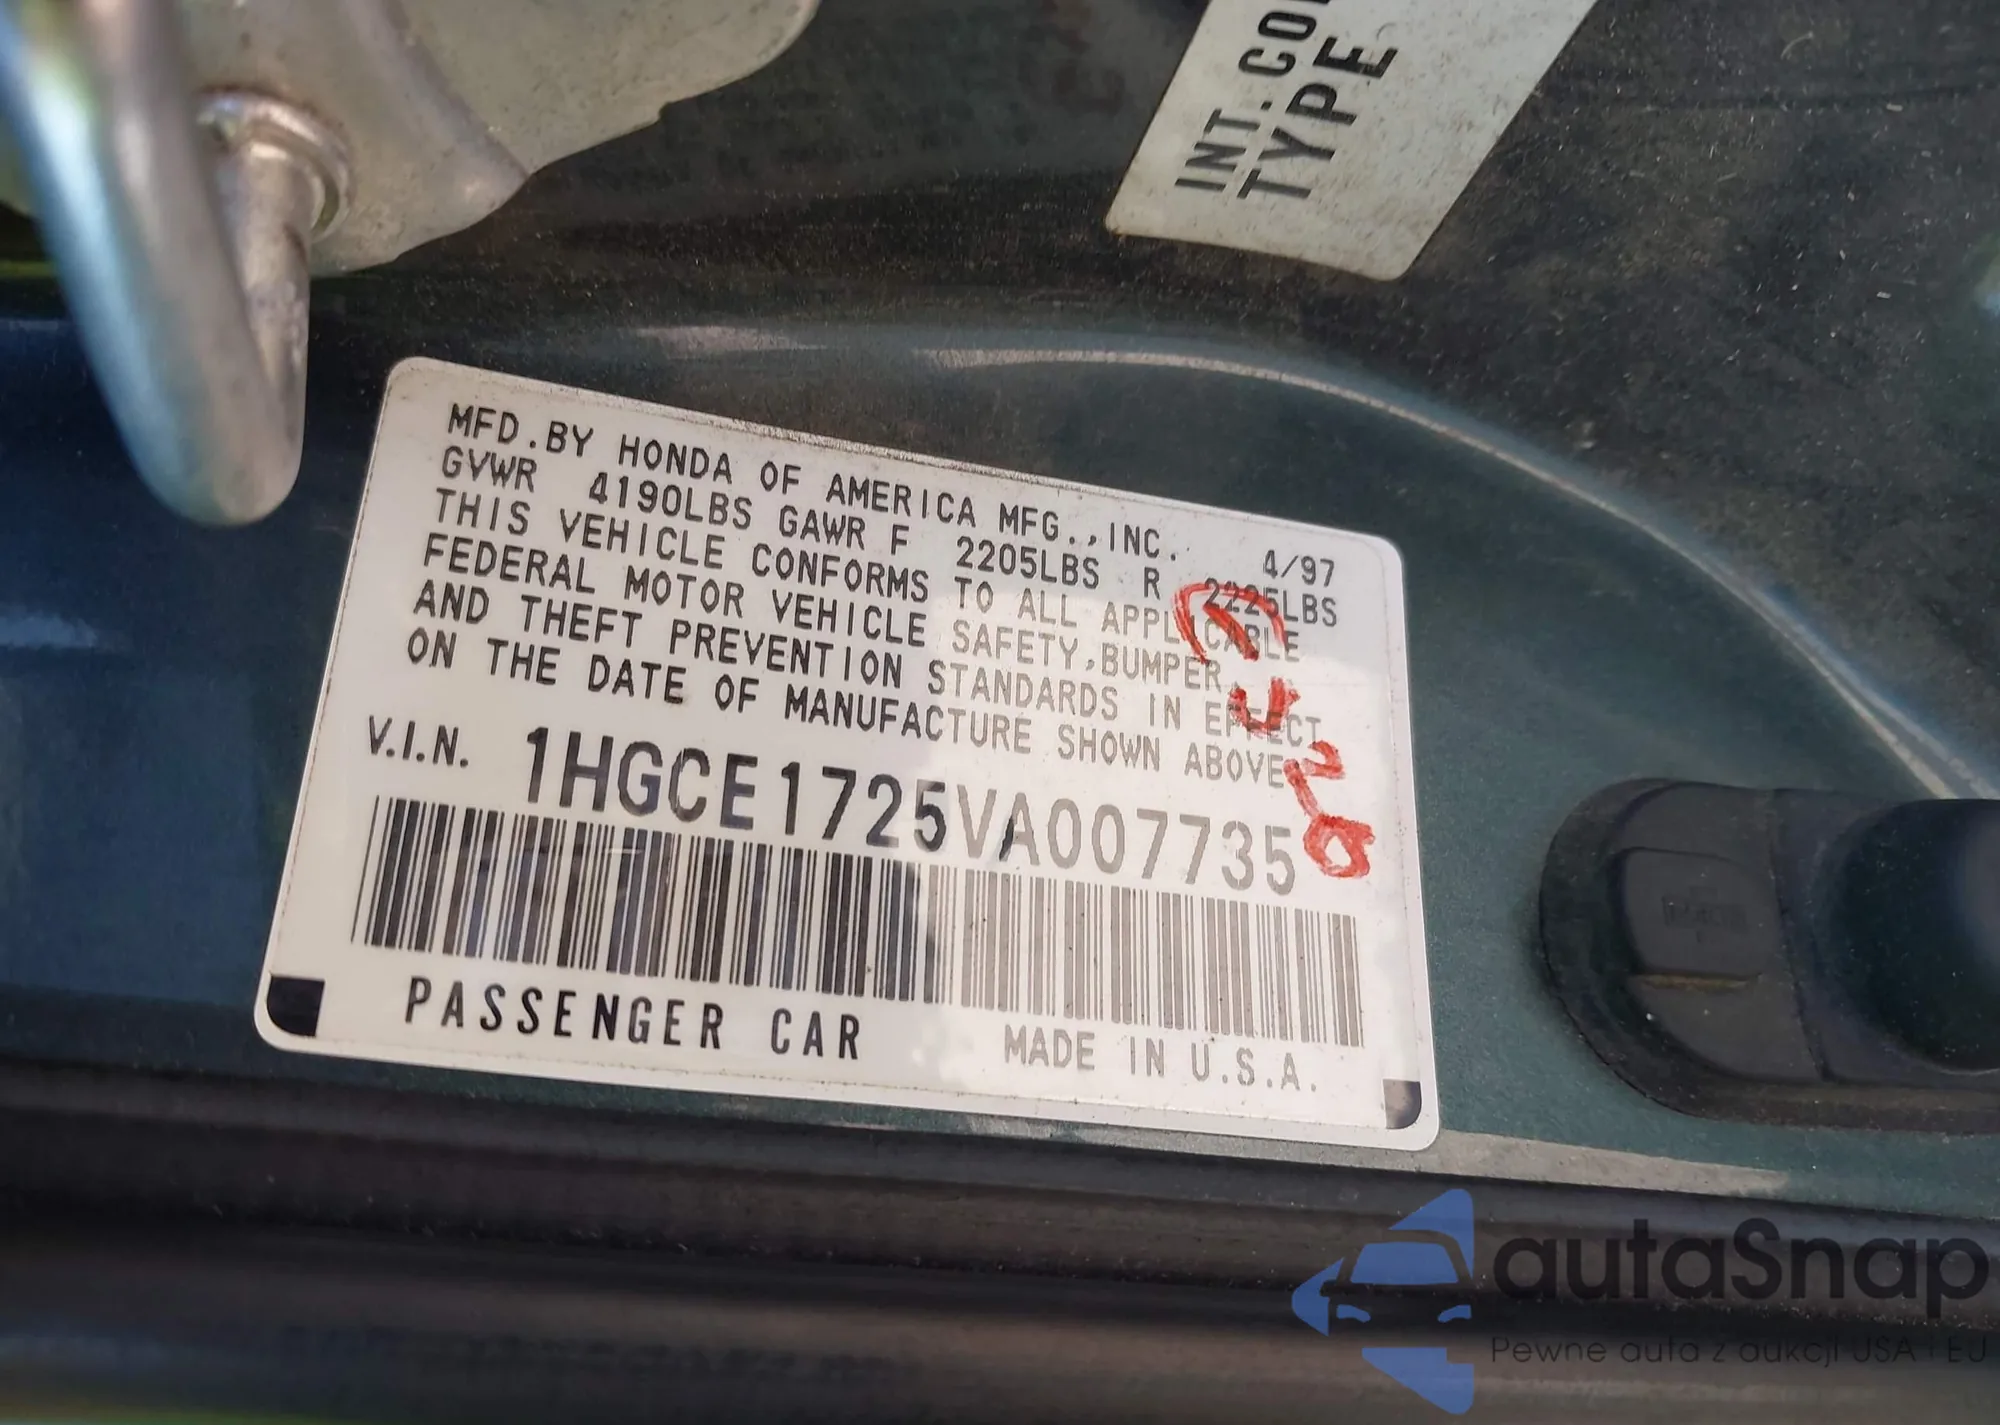 INT. CO
TYPE
MFD. BY HONDA OF AMERICA MFG., INC. 4/97
GVWR 4190LBS GAWR F 2205LBS R 2225LBS
THIS VEHICLE CONFORMS TO ALL APPLICABLE
FEDERAL MOTOR VEHICLE SAFETY, BUMPER,
AND THEFT PREVENTION STANDARDS IN EFFECT
ON THE DATE OF MANUFACTURE SHOWN ABOVE.
V.I.N. 1HGCE1725VA007735
PASSENGER CAR MADE IN U.S.A.
autaSnap
Pewne auta z aukcji USA i EU